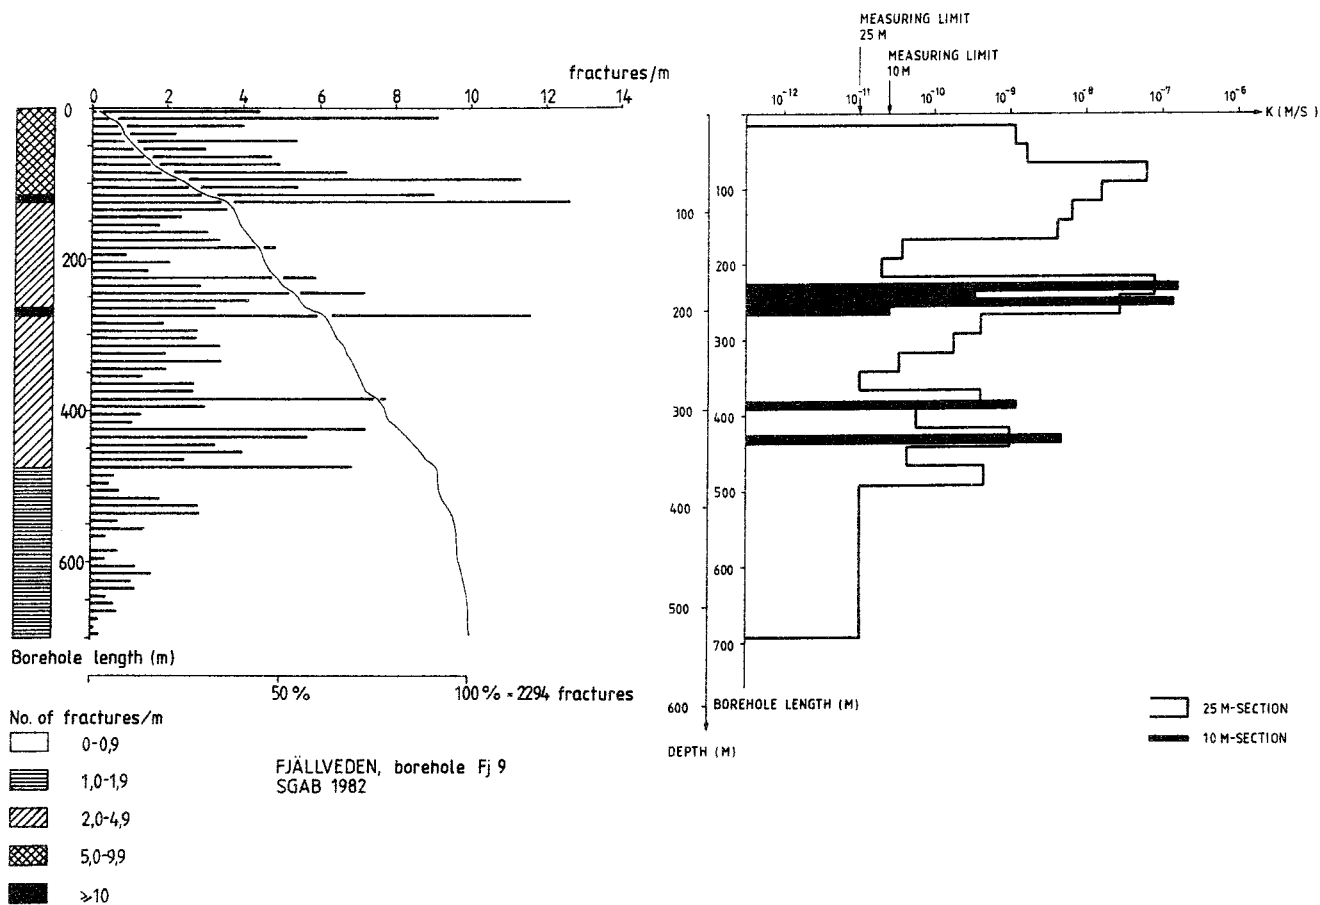 MEASURING LIMIT
25 M
MEASURING LIMIT
10 M
fractures/m
0 2 4 6 8 10 12 14
0
200
400
600
Borehole length (m)
50 % 100 % = 2294 fractures
No. of fractures/m
0-0,9
1,0-1,9
2,0-4,9
5,0-9,9
⩾10
FJÄLLVEDEN, borehole Fj 9
SGAB 1982
10⁻¹² 10⁻¹¹ 10⁻¹⁰ 10⁻⁹ 10⁻⁸ 10⁻⁷ 10⁻⁶
K (M/S)
100
200
300
400
500
600
700
BOREHOLE LENGTH (M)
100
200
300
400
500
600
DEPTH (M)
25 M-SECTION
10 M-SECTION